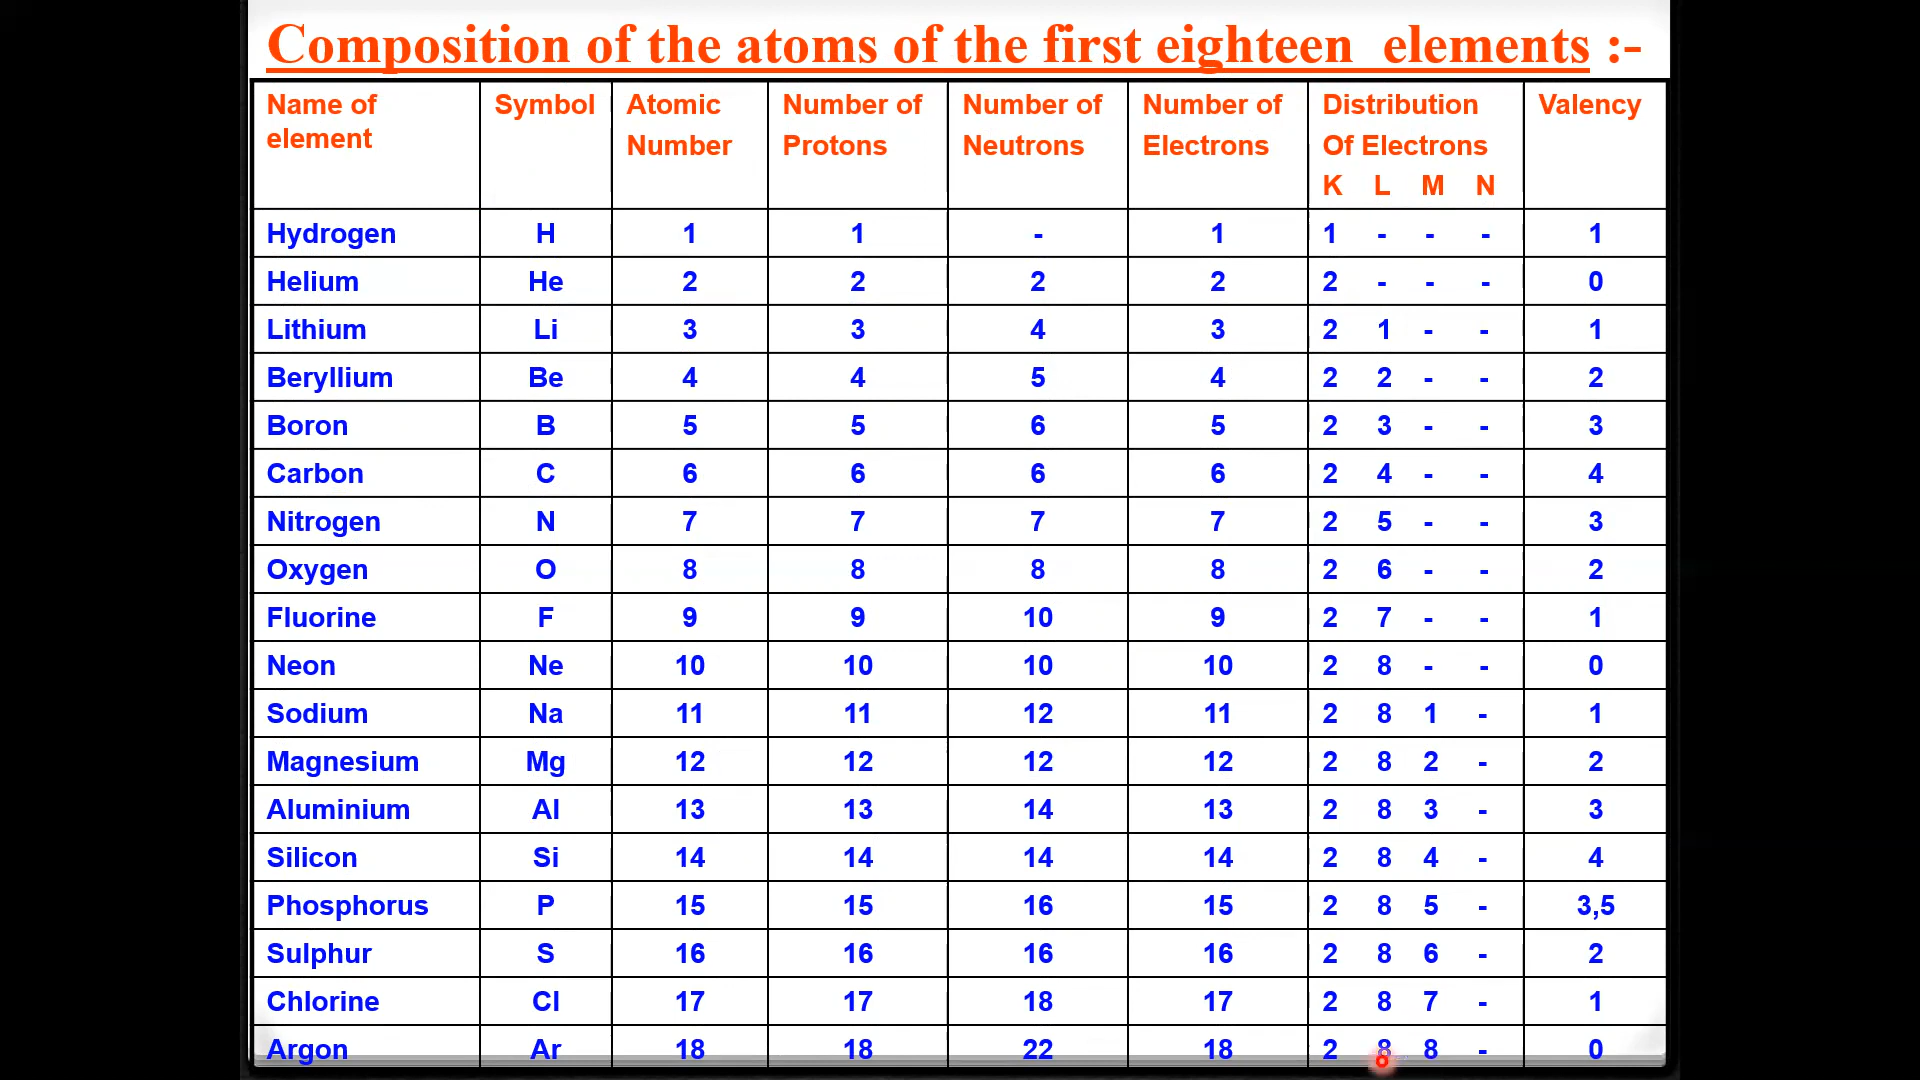 Composition of the atoms of the first eighteen elements :-
Name of element Symbol Atomic Number Number of Protons Number of Neutrons Number of Electrons Distribution Of Electrons K L M N Valency
Hydrogen H 1 1 - 1 1 - - - 1
Helium He 2 2 2 2 2 - - - 0
Lithium Li 3 3 4 3 2 1 - - 1
Beryllium Be 4 4 5 4 2 2 - - 2
Boron B 5 5 6 5 2 3 - - 3
Carbon C 6 6 6 6 2 4 - - 4
Nitrogen N 7 7 7 7 2 5 - - 3
Oxygen O 8 8 8 8 2 6 - - 2
Fluorine F 9 9 10 9 2 7 - - 1
Neon Ne 10 10 10 10 2 8 - - 0
Sodium Na 11 11 12 11 2 8 1 - 1
Magnesium Mg 12 12 12 12 2 8 2 - 2
Aluminium Al 13 13 14 13 2 8 3 - 3
Silicon Si 14 14 14 14 2 8 4 - 4
Phosphorus P 15 15 16 15 2 8 5 - 3,5
Sulphur S 16 16 16 16 2 8 6 - 2
Chlorine Cl 17 17 18 17 2 8 7 - 1
Argon Ar 18 18 22 18 2 8 8 - 0